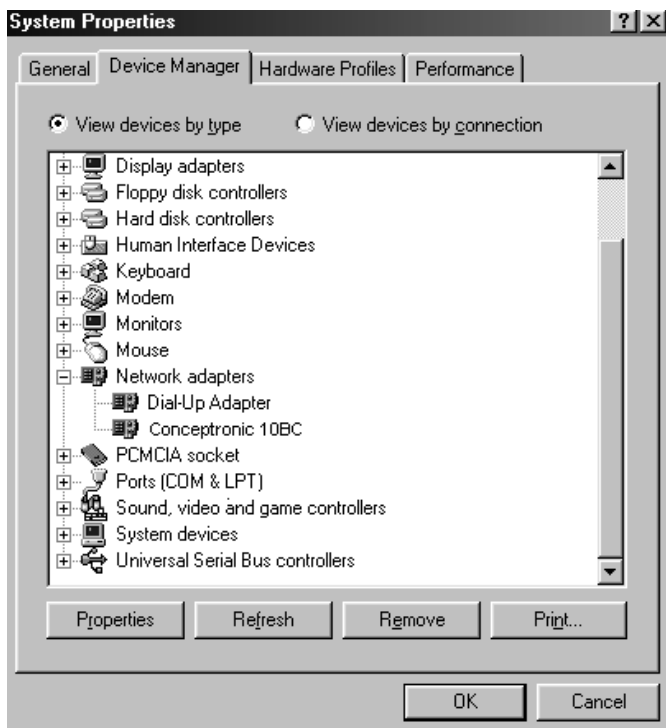 System Properties
General Device Manager Hardware Profiles Performance
View devices by type View devices by connection
Display adapters
Floppy disk controllers
Hard disk controllers
Human Interface Devices
Keyboard
Modem
Monitors
Mouse
Network adapters
Dial-Up Adapter
Conceptronic 10BC
PCMCIA socket
Ports (COM & LPT)
Sound, video and game controllers
System devices
Universal Serial Bus controllers
Properties Refresh Remove Print...
OK Cancel